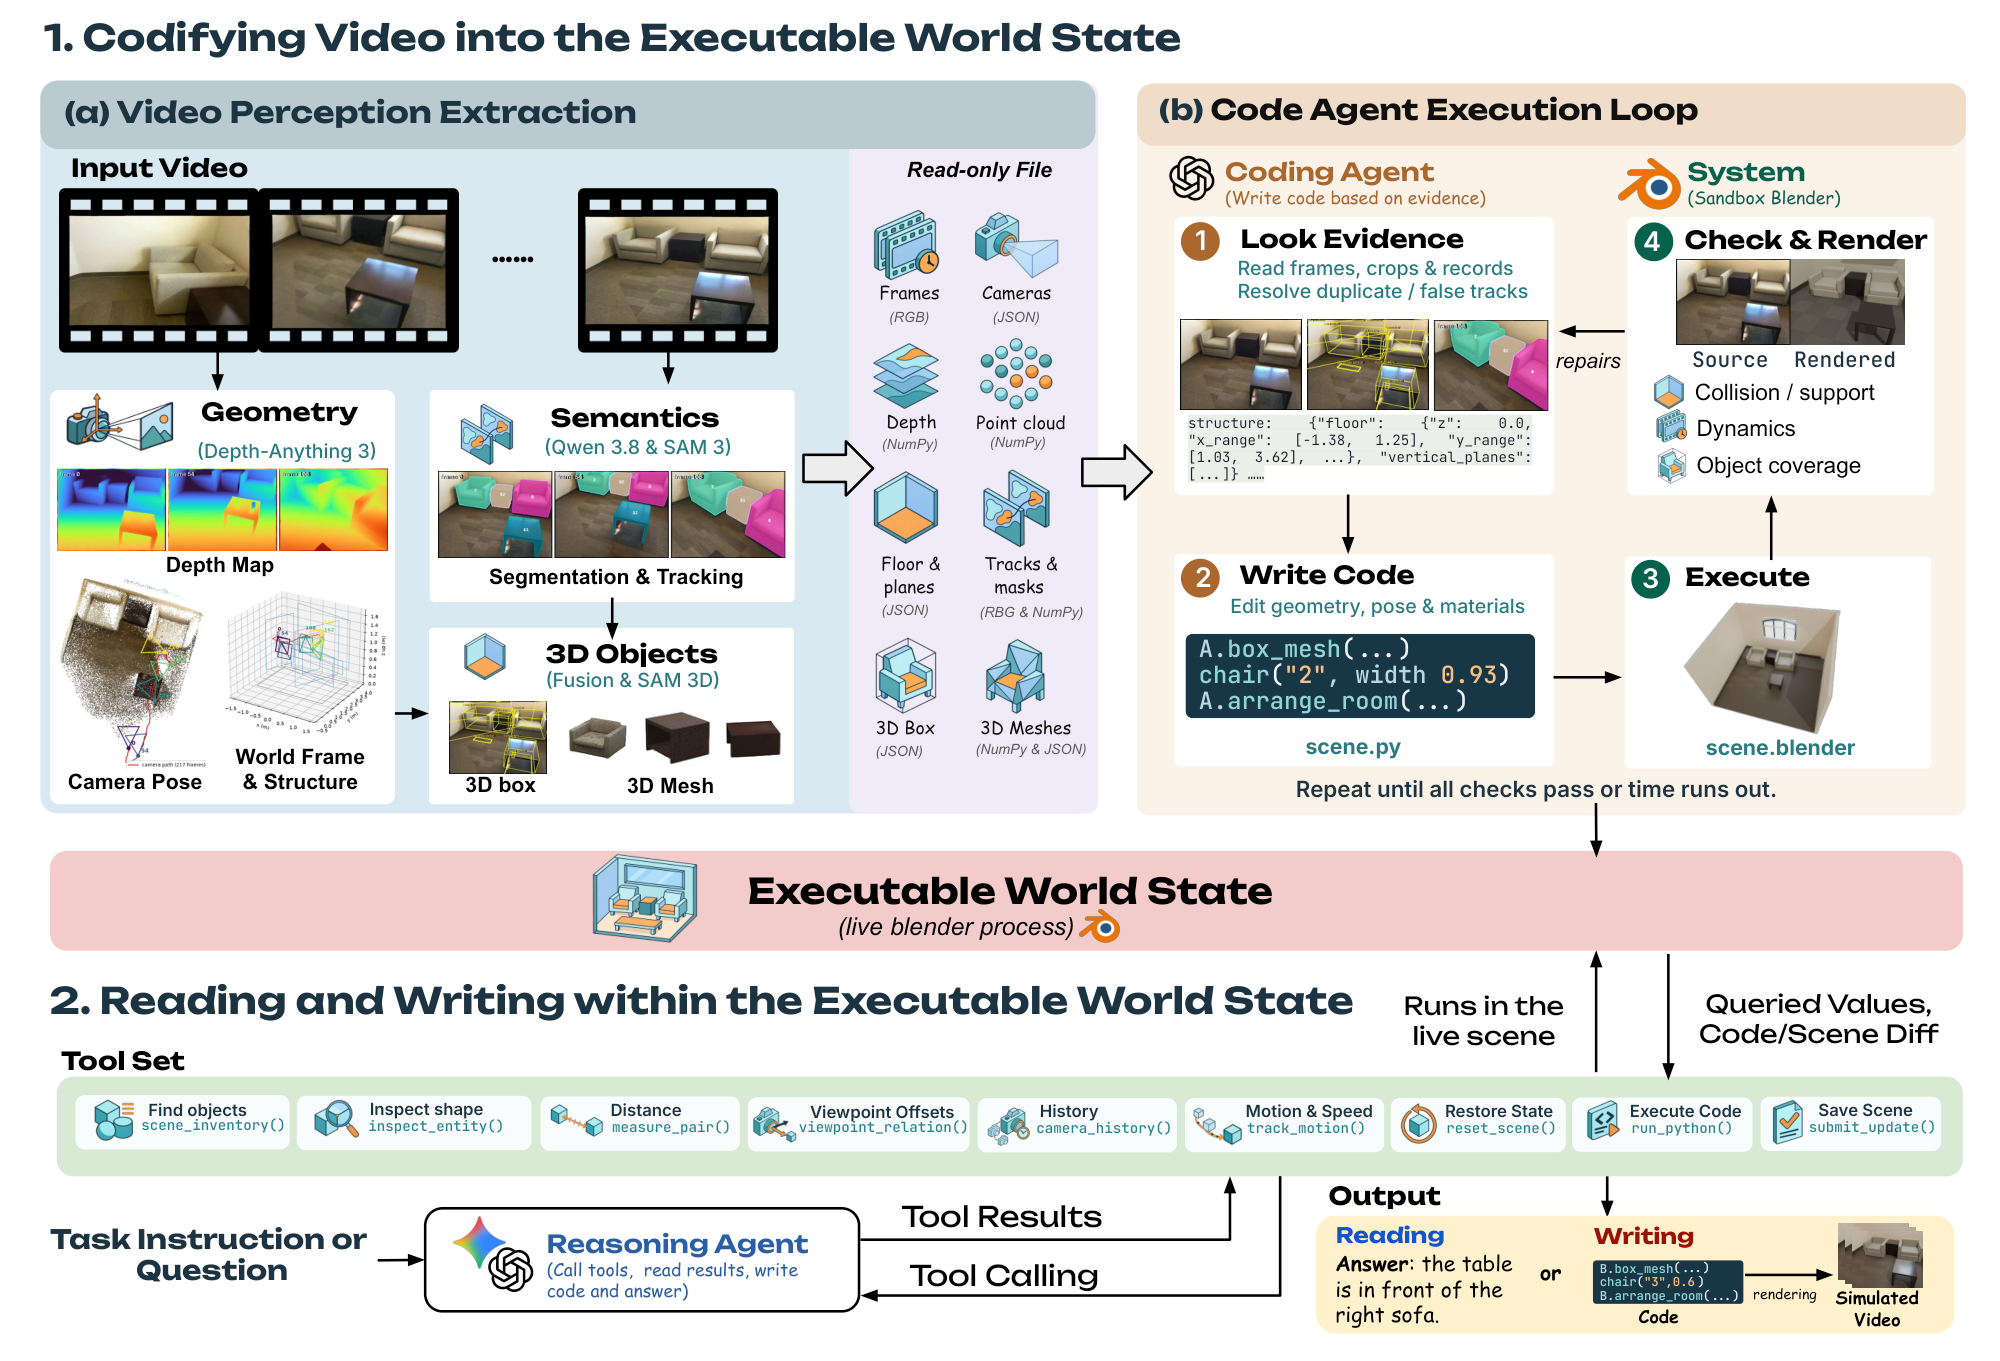 1. Codifying Video into the Executable World State
(a) Video Perception Extraction
Input Video
......
Geometry
(Depth-Anything 3)
Depth Map
Camera Pose
World Frame
& Structure
camera path (217 frames)
Semantics
(Qwen 3.8 & SAM 3)
Segmentation & Tracking
3D Objects
(Fusion & SAM 3D)
3D box
3D Mesh
Read-only File
Frames
(RGB)
Cameras
(JSON)
Depth
(NumPy)
Point cloud
(NumPy)
Floor &
planes
(JSON)
Tracks &
masks
(RBG & NumPy)
3D Box
(JSON)
3D Meshes
(NumPy & JSON)
(b) Code Agent Execution Loop
Coding Agent
(Write code based on evidence)
System
(Sandbox Blender)
1
Look Evidence
Read frames, crops & records
Resolve duplicate / false tracks
structure: {"floor": {"z": 0.0,
"x_range": [-1.38, 1.25], "y_range":
[1.03, 3.62], ...}, "vertical_planes":
[...]} ……
repairs
4
Check & Render
Source Rendered
Collision / support
Dynamics
Object coverage
2
Write Code
Edit geometry, pose & materials
A.box_mesh(...)
chair("2", width 0.93)
A.arrange_room(...)
scene.py
3
Execute
scene.blender
Repeat until all checks pass or time runs out.
Executable World State
(live blender process)
2. Reading and Writing within the Executable World State
Runs in the
live scene
Queried Values,
Code/Scene Diff
Tool Set
Find objects
scene_inventory()
Inspect shape
inspect_entity()
Distance
measure_pair()
Viewpoint Offsets
viewpoint_relation()
History
camera_history()
Motion & Speed
track_motion()
Restore State
reset_scene()
Execute Code
run_python()
Save Scene
submit_update()
Task Instruction or
Question
Reasoning Agent
(Call tools, read results, write
code and answer)
Tool Results
Tool Calling
Output
Reading
Answer: the table
is in front of the
right sofa.
or
Writing
B.box_mesh(...)
chair("3",0.6)
B.arrange_room(...)
Code
rendering
Simulated
Video